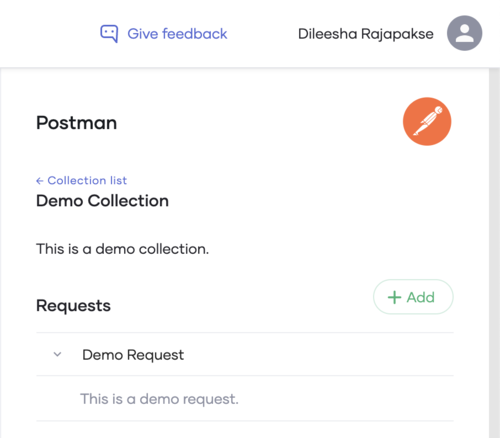 Give feedback
Dileesha Rajapakse
Postman
← Collection list
Demo Collection
This is a demo collection.
Requests
+ Add
Demo Request
This is a demo request.